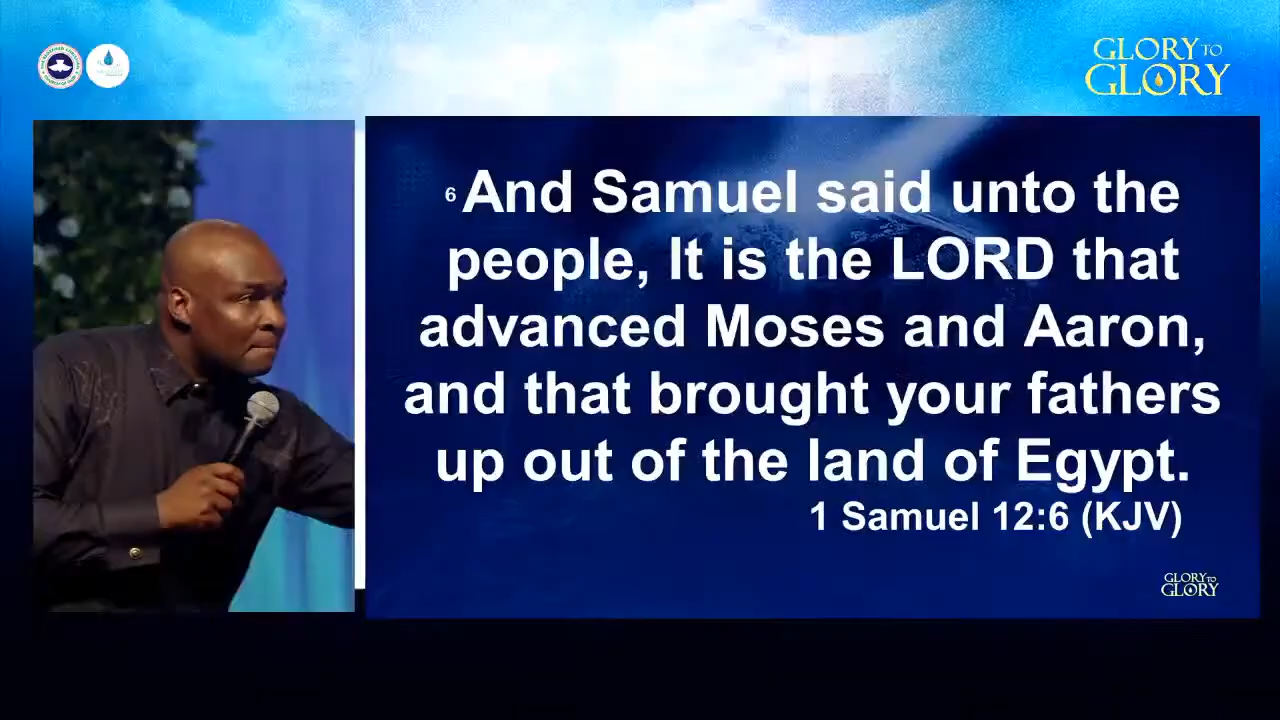 GLORY TO
GLORY
6 And Samuel said unto the
people, It is the LORD that
advanced Moses and Aaron,
and that brought your fathers
up out of the land of Egypt.
1 Samuel 12:6 (KJV)
GLORY TO
GLORY